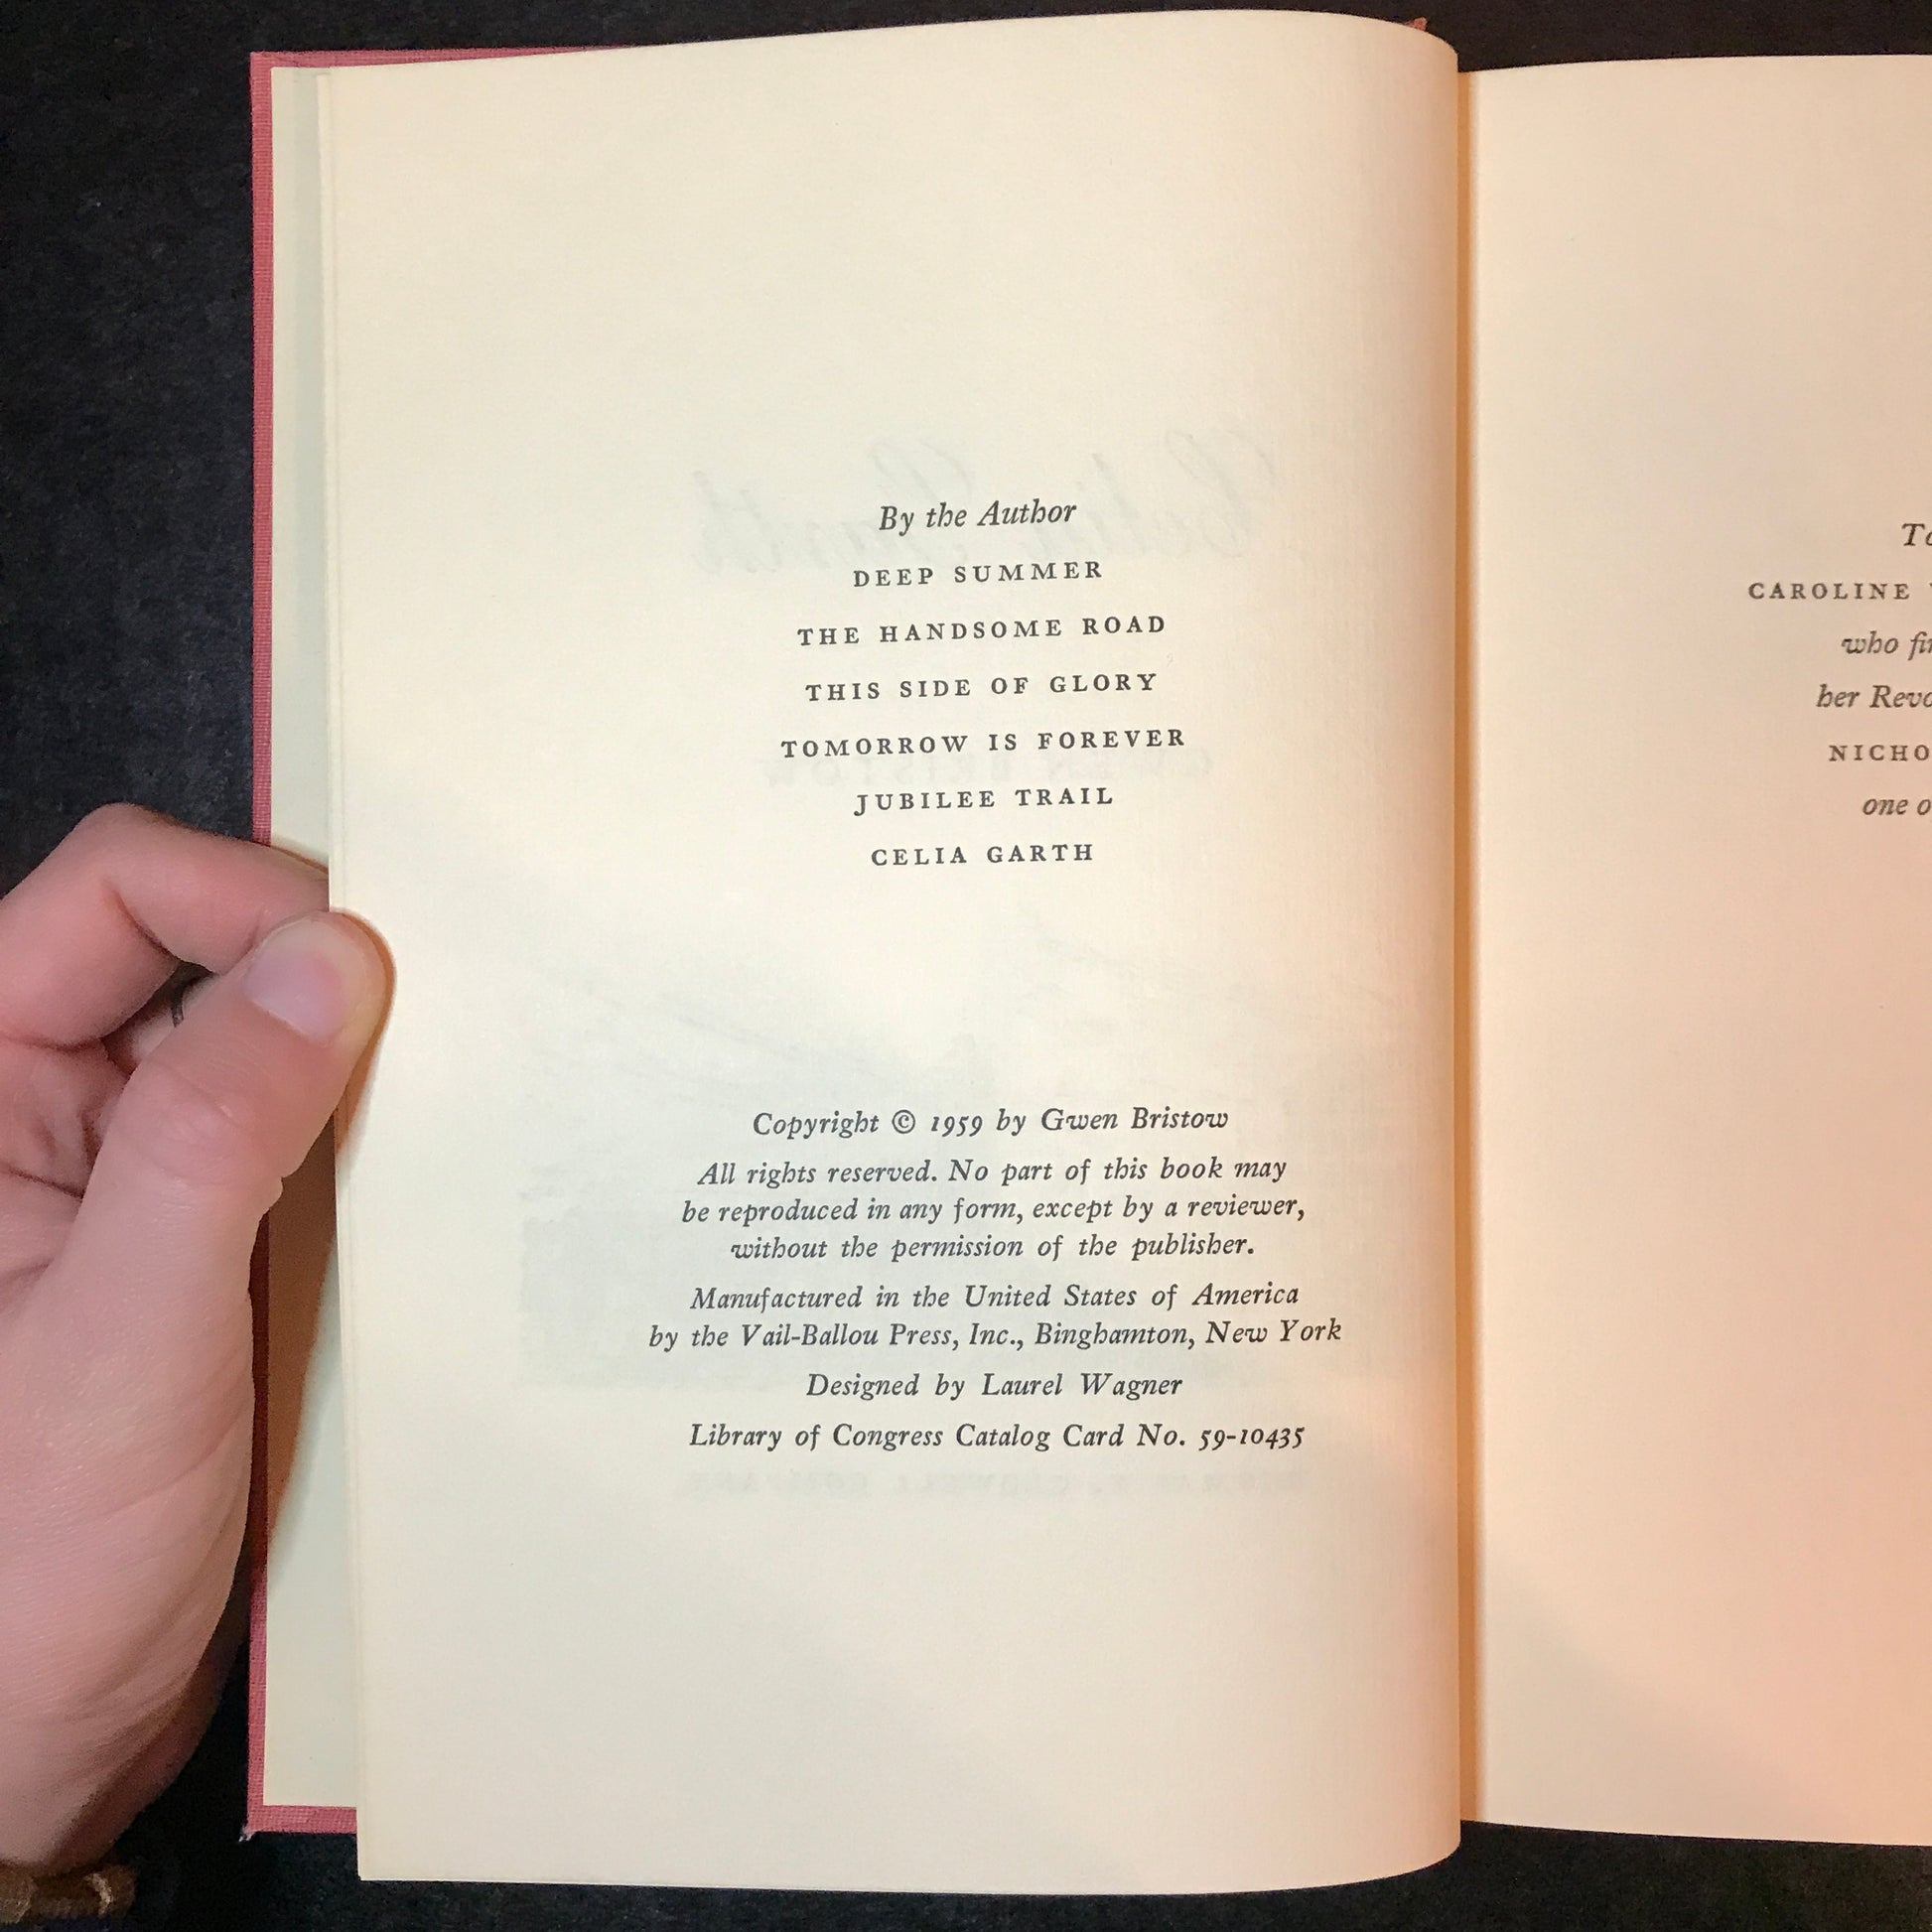 By the Author
DEEP SUMMER
THE HANDSOME ROAD
THIS SIDE OF GLORY
TOMORROW IS FOREVER
JUBILEE TRAIL
CELIA GARTH
Copyright © 1959 by Gwen Bristow
All rights reserved. No part of this book may
be reproduced in any form, except by a reviewer,
without the permission of the publisher.
Manufactured in the United States of America
by the Vail-Ballou Press, Inc., Binghamton, New York
Designed by Laurel Wagner
Library of Congress Catalog Card No. 59-10435
CAROLINE
who
her
one